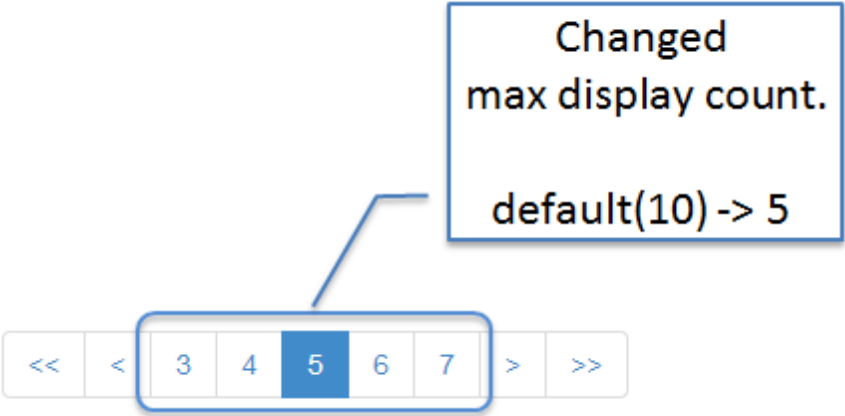 Changed
max display count.
default(10) -> 5
<< < 3 4 5 6 7 > >>